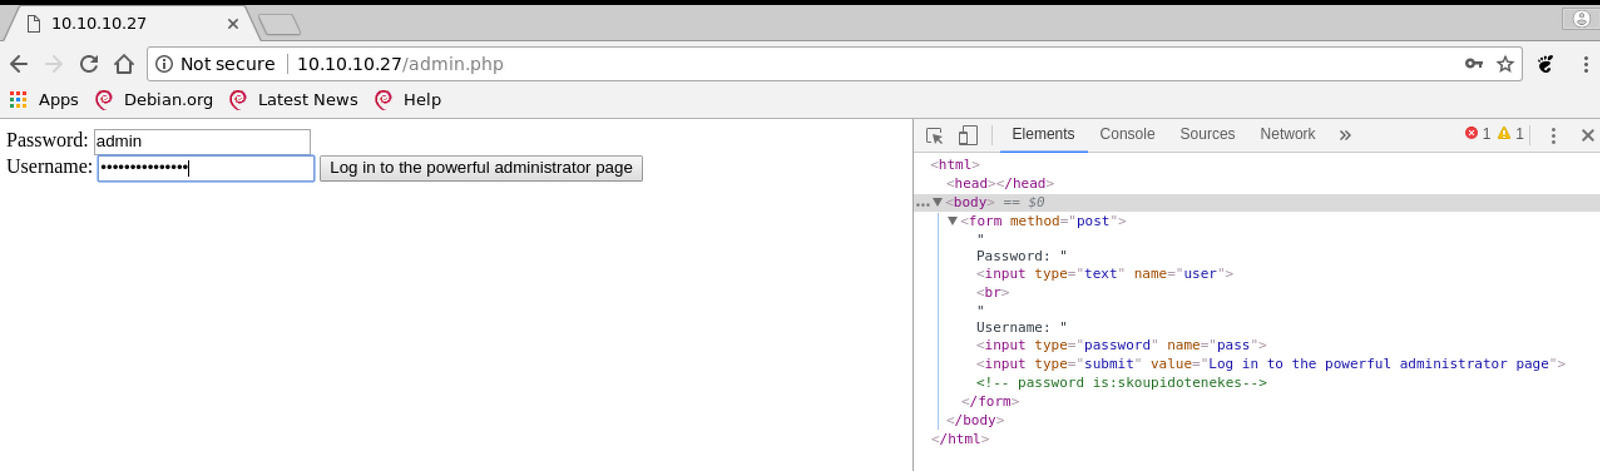 10.10.10.27
Not secure 10.10.10.27/admin.php
Apps Debian.org Latest News Help
Password: admin
Username: ••••••••••••••• Log in to the powerful administrator page
Elements Console Sources Network » 1 1
<html>
<head></head>
… <body> == $0
<form method="post">
"
Password: "
<input type="text" name="user">
<br>
"
Username: "
<input type="password" name="pass">
<input type="submit" value="Log in to the powerful administrator page">
<!-- password is:skoupidotenekes-->
</form>
</body>
</html>